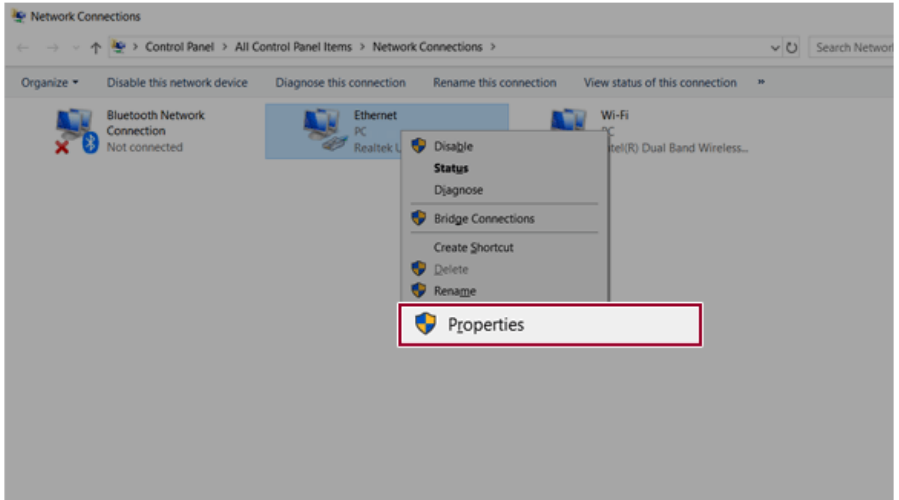 Network Connections
Control Panel > All Control Panel Items > Network Connections >
Search Networ
Organize Disable this network device Diagnose this connection Rename this connection View status of this connection »
Bluetooth Network
Connection
Not connected
Ethernet
PC
Realtek U
Wi-Fi
PC
tel(R) Dual Band Wireless...
Disable
Status
Diagnose
Bridge Connections
Create Shortcut
Delete
Rename
Properties